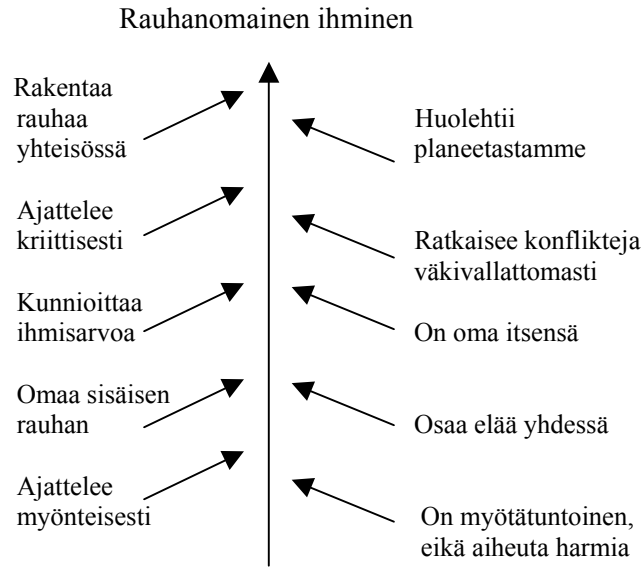 Rauhanomainen ihminen
Rakentaa
rauhaa
yhteisössä
Huolehtii
planeetastamme
Ajattelee
kriittisesti
Ratkaisee konflikteja
väkivallattomasti
Kunnioittaa
ihmisarvoa
On oma itsensä
Omaa sisäisen
rauhan
Osaa elää yhdessä
Ajattelee
myönteisesti
On myötätuntoinen,
eikä aiheuta harmia